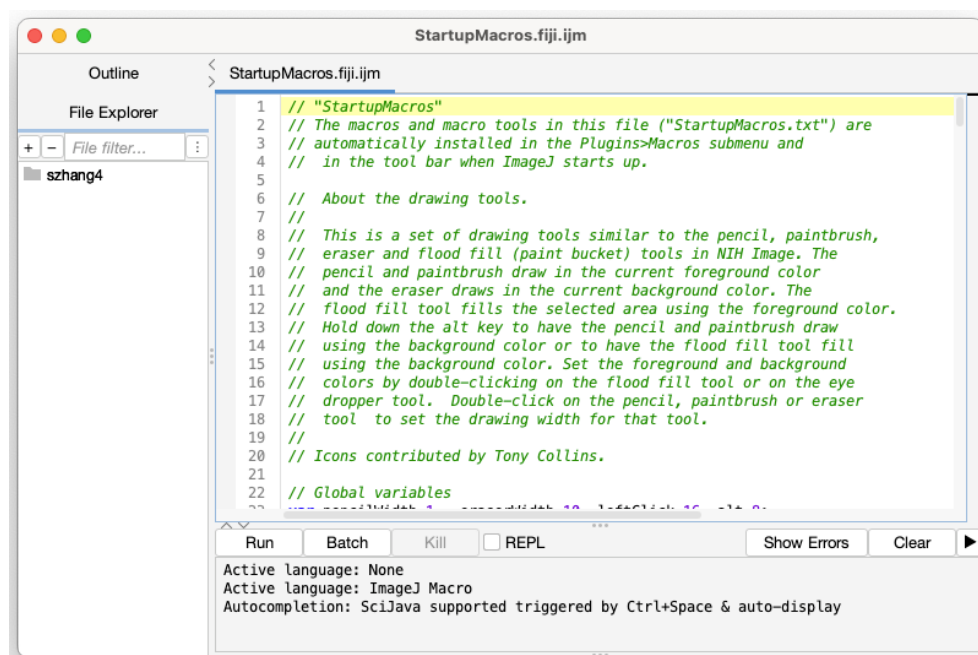 StartupMacros.fiji.ijm
Outline
File Explorer
+ − File filter...
szhang4
StartupMacros.fiji.ijm
1 // "StartupMacros"
2 // The macros and macro tools in this file ("StartupMacros.txt") are
3 // automatically installed in the Plugins>Macros submenu and
4 //  in the tool bar when ImageJ starts up.
5
6 //  About the drawing tools.
7 //
8 //  This is a set of drawing tools similar to the pencil, paintbrush,
9 //  eraser and flood fill (paint bucket) tools in NIH Image. The
10 //  pencil and paintbrush draw in the current foreground color
11 //  and the eraser draws in the current background color. The
12 //  flood fill tool fills the selected area using the foreground color.
13 //  Hold down the alt key to have the pencil and paintbrush draw
14 //  using the background color or to have the flood fill tool fill
15 //  using the background color. Set the foreground and background
16 //  colors by double-clicking on the flood fill tool or on the eye
17 //  dropper tool.  Double-click on the pencil, paintbrush or eraser
18 //  tool  to set the drawing width for that tool.
19 //
20 // Icons contributed by Tony Collins.
21
22 // Global variables
Run Batch Kill REPL Show Errors Clear
Active language: None
Active language: ImageJ Macro
Autocompletion: SciJava supported triggered by Ctrl+Space & auto-display